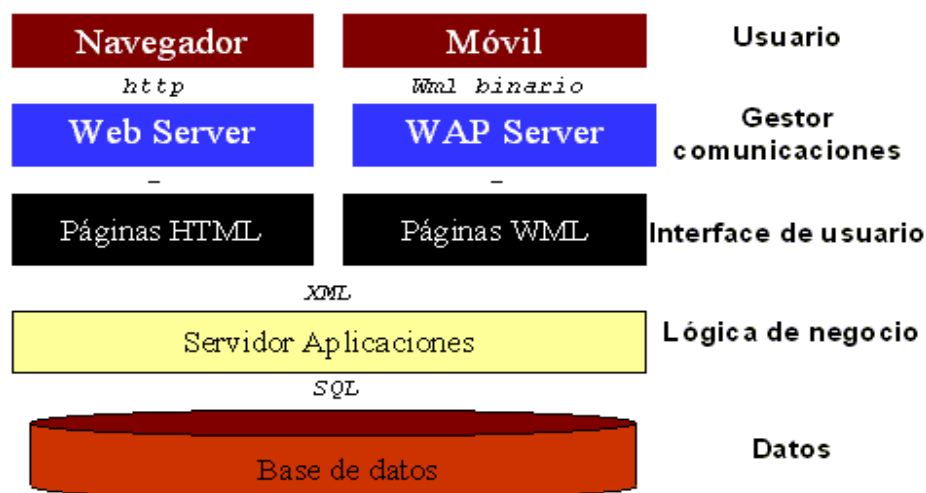 Navegador
Móvil
Usuario
http
Wml binario
Web Server
WAP Server
Gestor
comunicaciones
–
–
Páginas HTML
Páginas WML
Interface de usuario
XML
Servidor Aplicaciones
Lógica de negocio
SQL
Base de datos
Datos